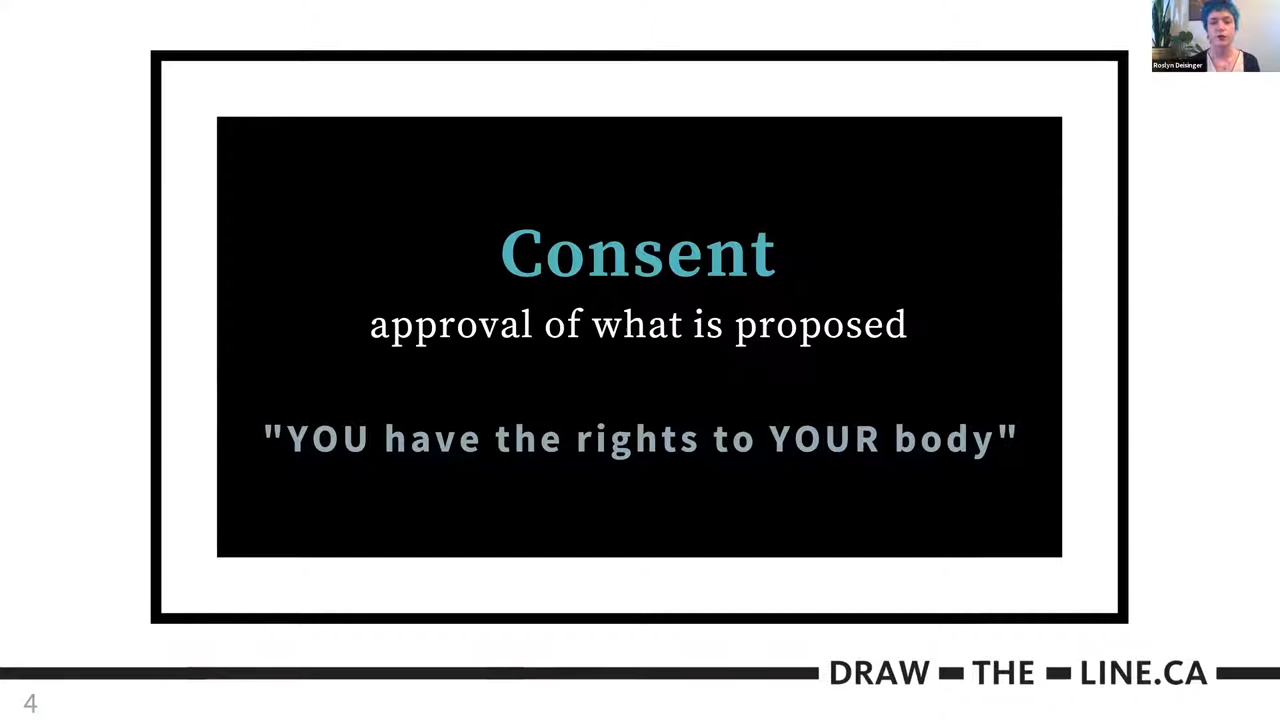 Roslyn Deisinger
Consent
approval of what is proposed
"YOU have the rights to YOUR body"
DRAW THE LINE.CA
4